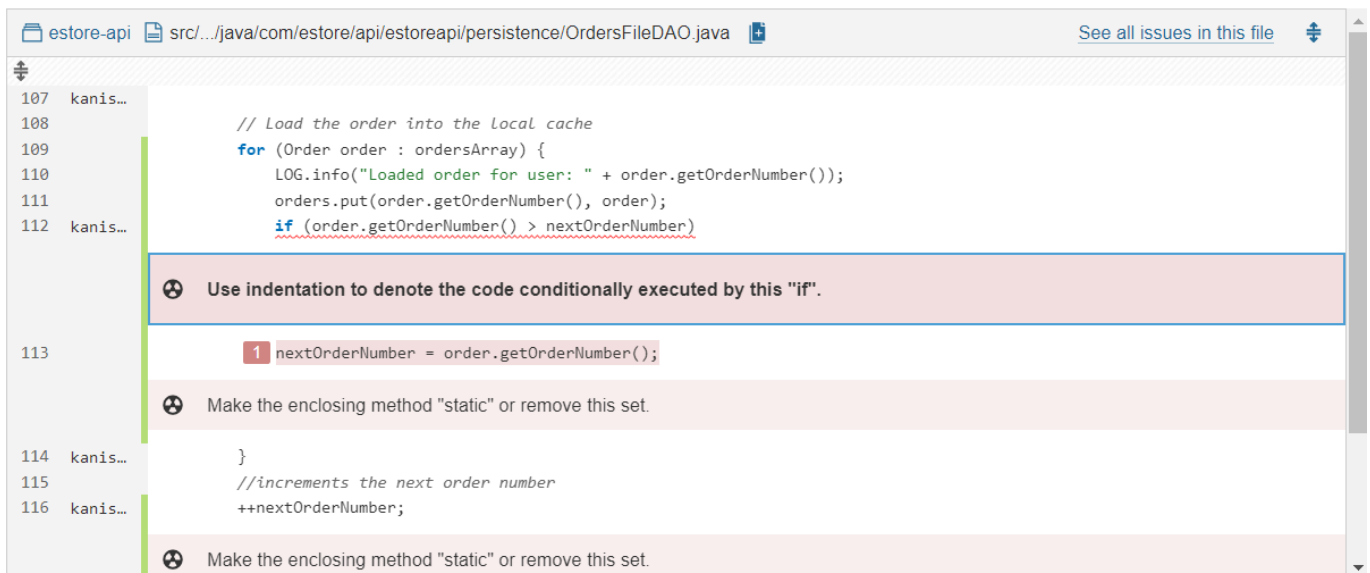 estore-api src/.../java/com/estore/api/estoreapi/persistence/OrdersFileDAO.java See all issues in this file
107 kanis…
108 // Load the order into the local cache
109 for (Order order : ordersArray) {
110 LOG.info("Loaded order for user: " + order.getOrderNumber());
111 orders.put(order.getOrderNumber(), order);
112 kanis… if (order.getOrderNumber() > nextOrderNumber)
Use indentation to denote the code conditionally executed by this "if".
113 1 nextOrderNumber = order.getOrderNumber();
Make the enclosing method "static" or remove this set.
114 kanis… }
115 //increments the next order number
116 kanis… ++nextOrderNumber;
Make the enclosing method "static" or remove this set.